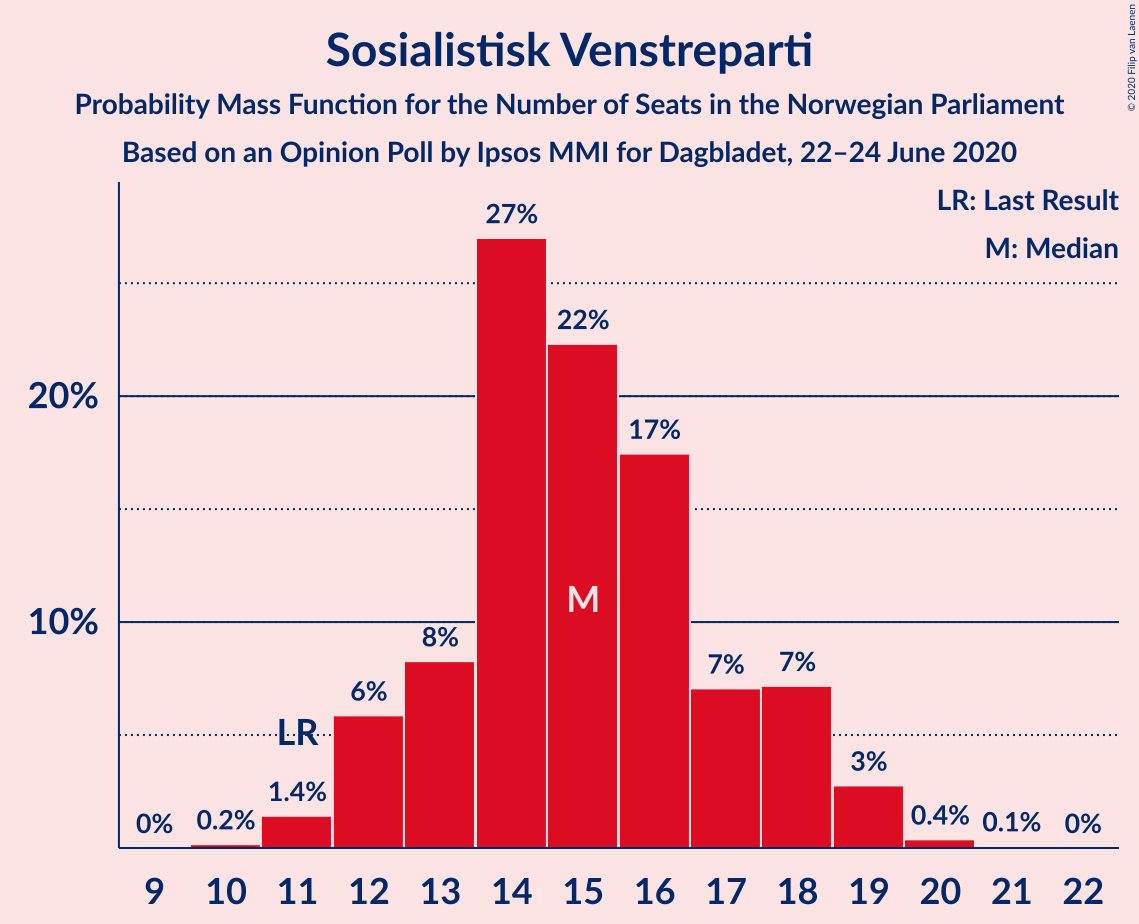 Sosialistisk Venstreparti
Probability Mass Function for the Number of Seats in the Norwegian Parliament
Based on an Opinion Poll by Ipsos MMI for Dagbladet, 22–24 June 2020
© 2020 Filip van Laenen
LR: Last Result
M: Median
27%
22%
20%
17%
M
10%
8%
7%
7%
6%
LR
3%
1.4%
0%
0.2%
0.4%
0.1%
0%
9 10 11 12 13 14 15 16 17 18 19 20 21 22